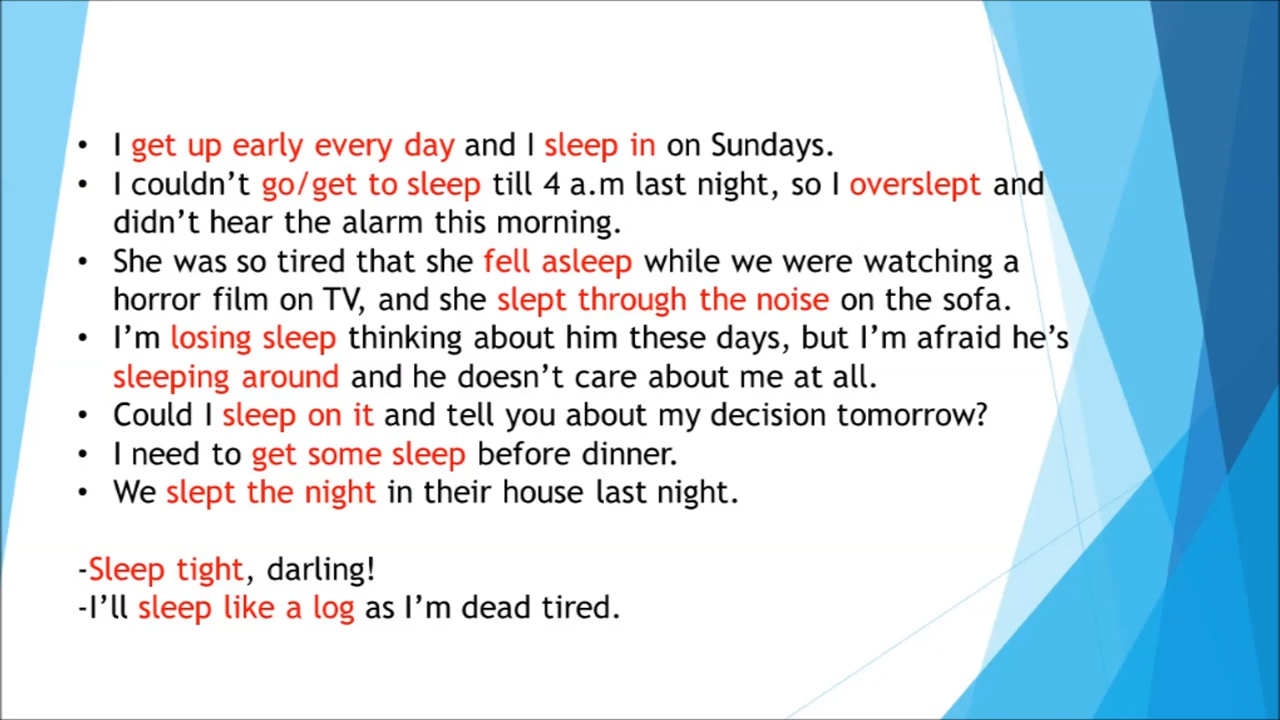 • I get up early every day and I sleep in on Sundays.
• I couldn’t go/get to sleep till 4 a.m last night, so I overslept and
didn’t hear the alarm this morning.
• She was so tired that she fell asleep while we were watching a
horror film on TV, and she slept through the noise on the sofa.
• I’m losing sleep thinking about him these days, but I’m afraid he’s
sleeping around and he doesn’t care about me at all.
• Could I sleep on it and tell you about my decision tomorrow?
• I need to get some sleep before dinner.
• We slept the night in their house last night.
-Sleep tight, darling!
-I’ll sleep like a log as I’m dead tired.